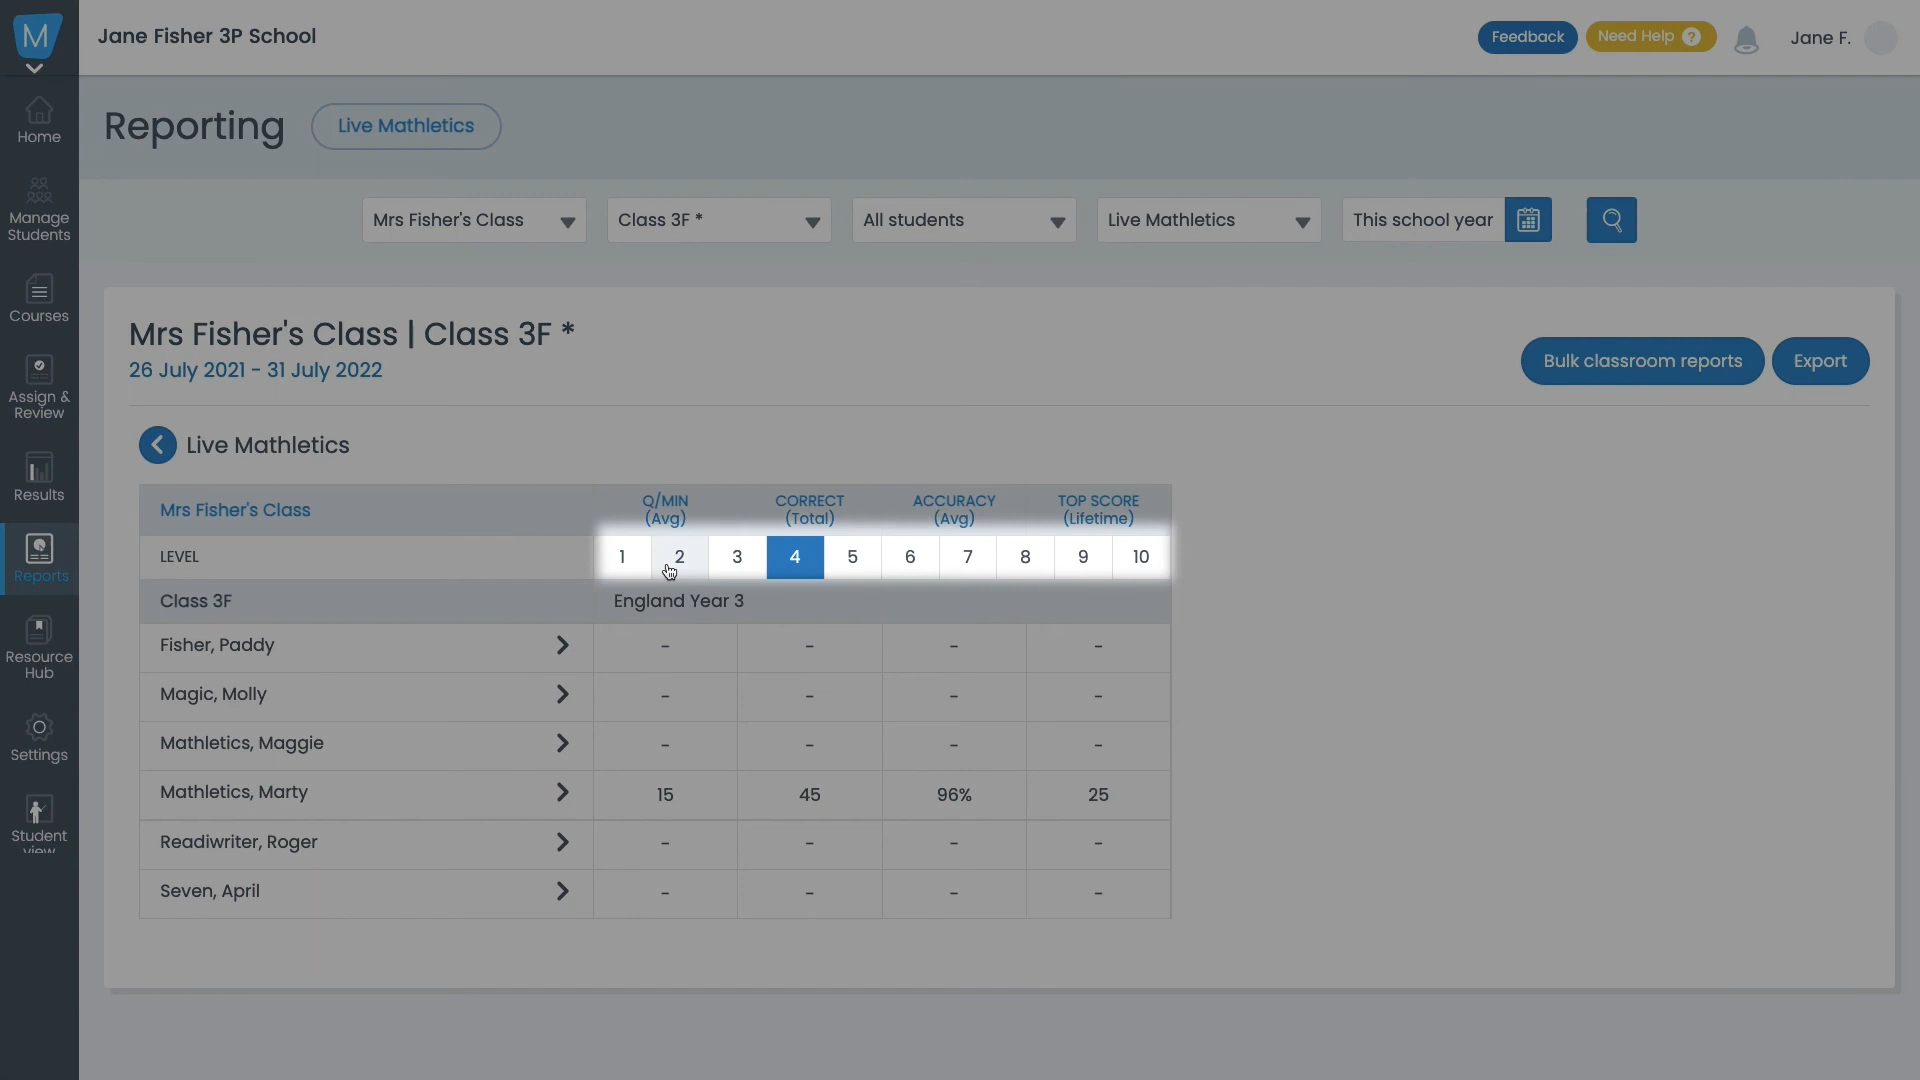 M
Jane Fisher 3P School
Feedback
Need Help ?
Jane F.
Home
Manage
Students
Courses
Assign &
Review
Results
Reports
Resource
Hub
Settings
Student
view
Reporting
Live Mathletics
Mrs Fisher's Class
Class 3F *
All students
Live Mathletics
This school year
Mrs Fisher's Class | Class 3F *
26 July 2021 - 31 July 2022
Bulk classroom reports
Export
Live Mathletics
Mrs Fisher's Class
Q/MIN
(Avg)
CORRECT
(Total)
ACCURACY
(Avg)
TOP SCORE
(Lifetime)
LEVEL 1 2 3 4 5 6 7 8 9 10
Class 3F England Year 3
Fisher, Paddy - - - -
Magic, Molly - - - -
Mathletics, Maggie - - - -
Mathletics, Marty 15 45 96% 25
Readiwriter, Roger - - - -
Seven, April - - - -